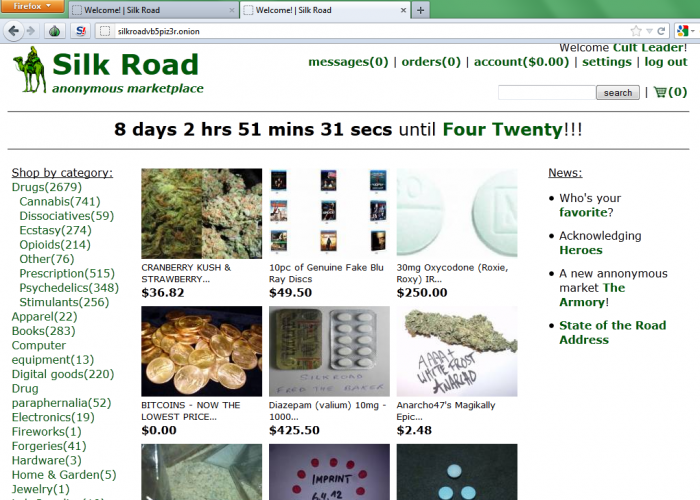 Firefox
Welcome! | Silk Road
Welcome! | Silk Road
silkroadvb5piz3r.onion
Google
Silk Road
anonymous marketplace
Welcome Cult Leader!
messages(0) | orders(0) | account($0.00) | settings | log out
search | (0)
8 days 2 hrs 51 mins 31 secs until Four Twenty!!!
Shop by category:
Drugs(2679)
Cannabis(741)
Dissociatives(59)
Ecstasy(274)
Opioids(214)
Other(76)
Prescription(515)
Psychedelics(348)
Stimulants(256)
Apparel(22)
Books(283)
Computer
equipment(13)
Digital goods(220)
Drug
paraphernalia(52)
Electronics(19)
Fireworks(1)
Forgeries(41)
Hardware(3)
Home & Garden(5)
Jewelry(1)
CRANBERRY KUSH &
STRAWBERRY...
$36.82
10pc of Genuine Fake Blu
Ray Discs
$49.50
30mg Oxycodone (Roxie,
Roxy) IR...
$250.00
SILKROAD
BITCOINS - NOW THE
LOWEST PRICE...
$0.00
Diazepam (valium) 10mg -
1000...
$425.50
AAAA+
WHITE FROST
ANARCHO
Anarcho47's Magikally
Epic...
$2.48
IMPRINT
News:
Who's your
favorite?
Acknowledging
Heroes
A new annonymous
market The
Armory!
State of the Road
Address